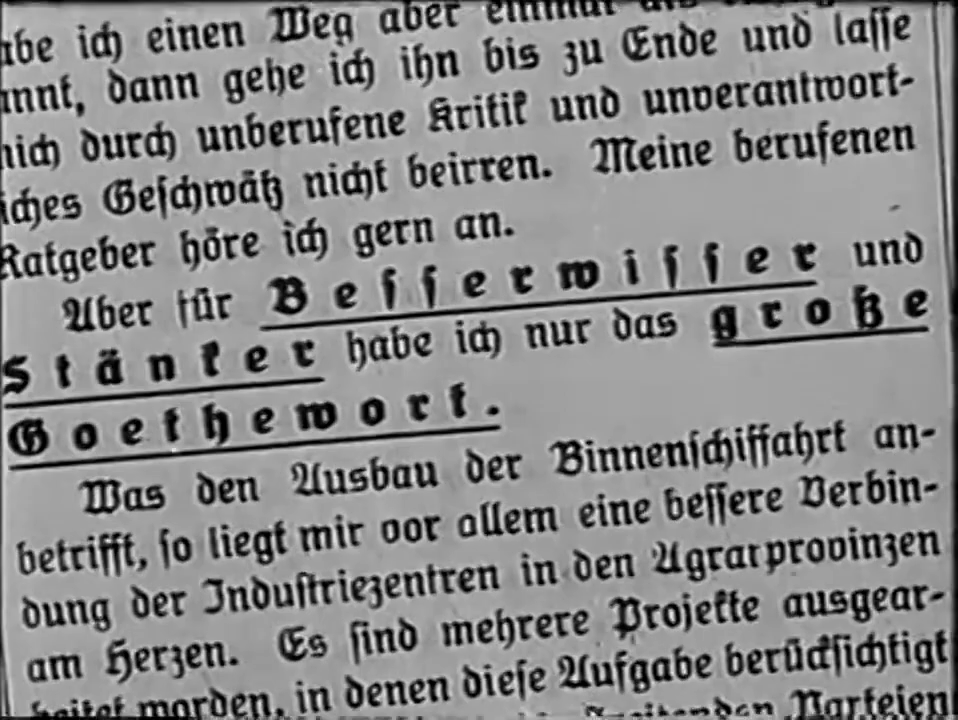 abe ich einen Weg aber einmal als
nnt, dann gehe ich ihn bis zu Ende und lasse
mich durch unberufene Kritik und unverantwort-
iches Geschwätz nicht beirren. Meine berufenen
Ratgeber höre ich gern an.
Aber für Besserwisser und
Stänker habe ich nur das große
Goethewort.
Was den Ausbau der Binnenschiffahrt an-
betrifft, so liegt mir vor allem eine bessere Verbin-
dung der Industriezentren in den Agrarprovinzen
am Herzen. Es sind mehrere Projekte ausgear-
beitet worden, in denen diese Aufgabe berücksichtigt
Parteien